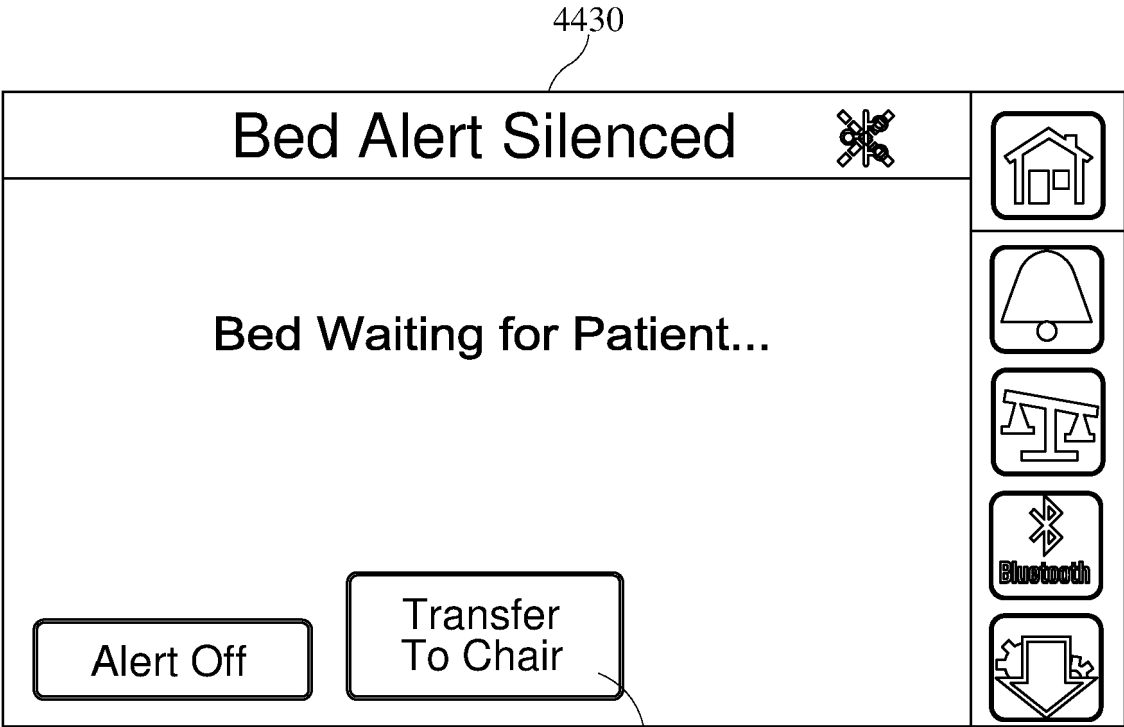 4430
Bed Alert Silenced
Bed Waiting for Patient...
Bluetooth
Alert Off
Transfer
To Chair